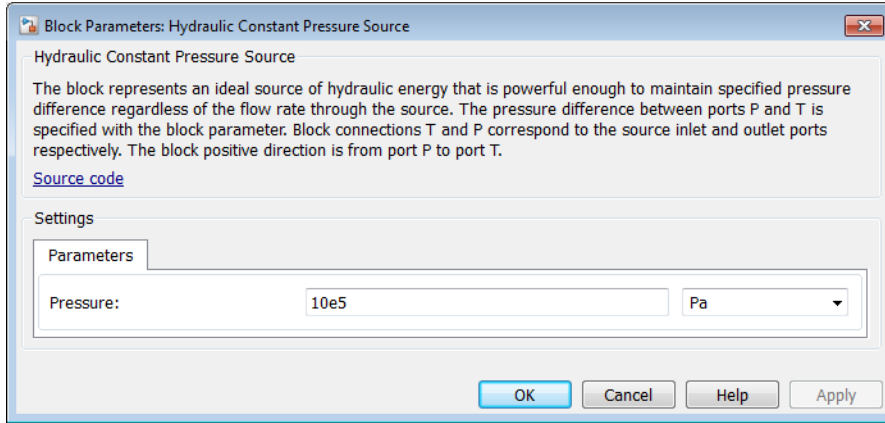 Block Parameters: Hydraulic Constant Pressure Source
Hydraulic Constant Pressure Source
The block represents an ideal source of hydraulic energy that is powerful enough to maintain specified pressure
difference regardless of the flow rate through the source. The pressure difference between ports P and T is
specified with the block parameter. Block connections T and P correspond to the source inlet and outlet ports
respectively. The block positive direction is from port P to port T.
Source code
Settings
Parameters
Pressure: 10e5 Pa
OK Cancel Help Apply